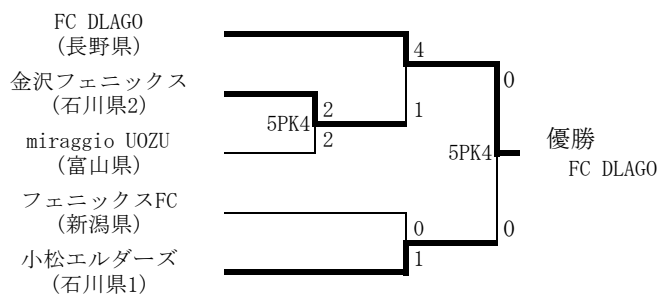 FC DLAGO
(長野県)
4
0
金沢フェニックス
(石川県2)
2
5PK4
1
2
miraggio UOZU
(富山県)
5PK4
優勝
FC DLAGO
フェニックスFC
(新潟県)
0
0
小松エルダーズ
1
(石川県1)